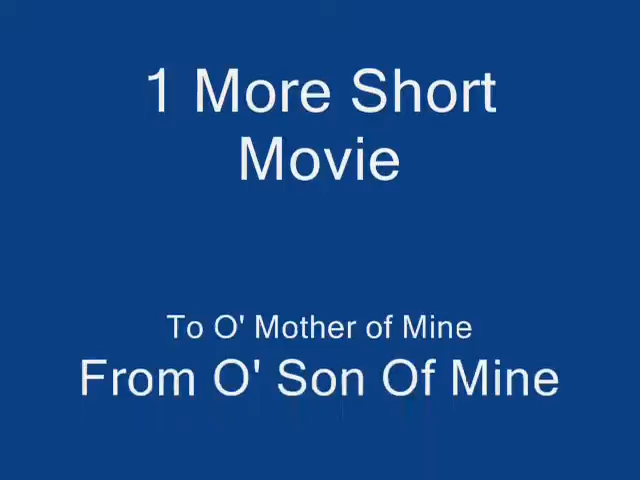 1 More Short
Movie
To O' Mother of Mine
From O' Son Of Mine